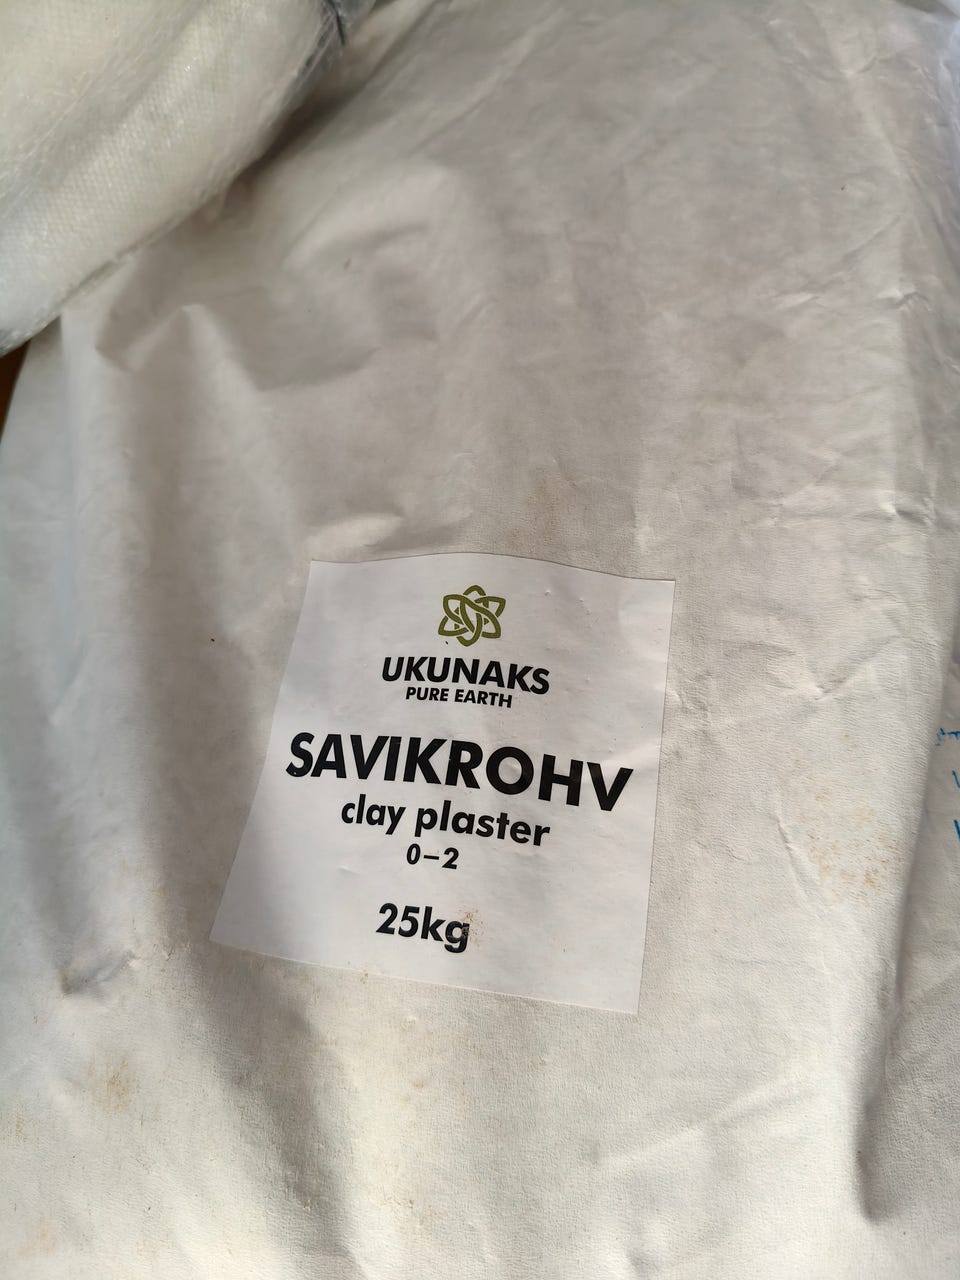 UKUNAKS
PURE EARTH
SAVIKROHV
clay plaster
0–2
25kg